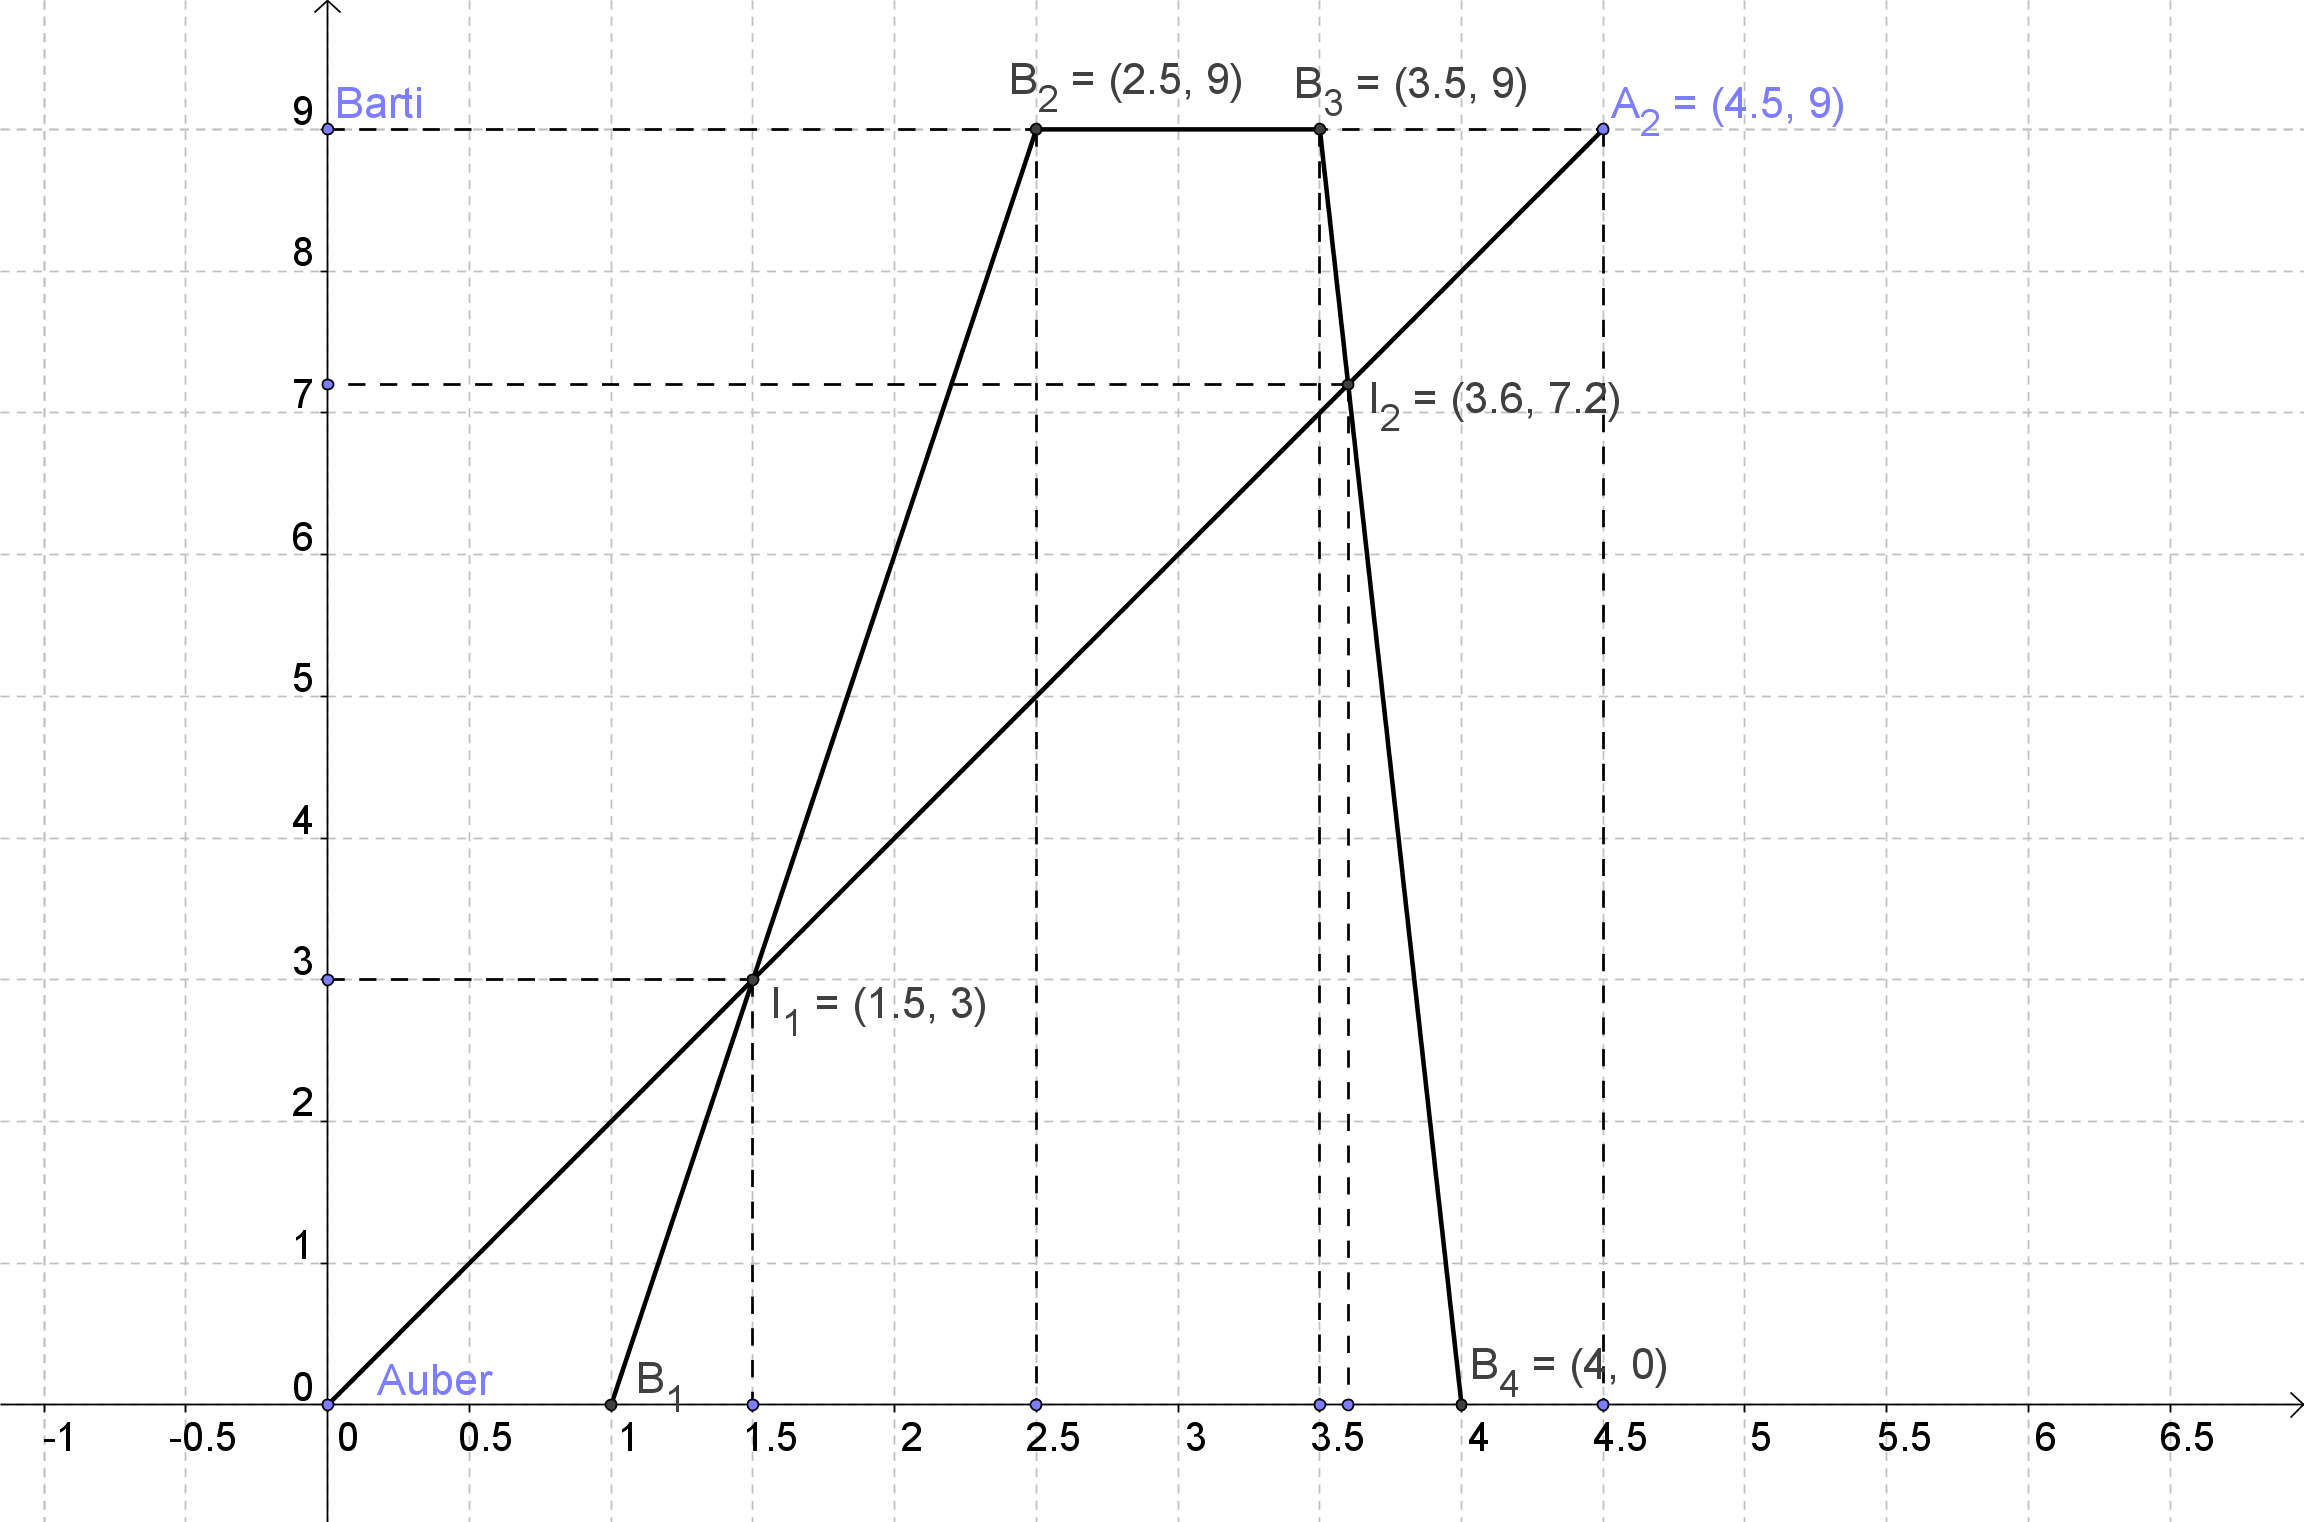 B2 = (2.5, 9)
B3 = (3.5, 9)
Barti
A2 = (4.5, 9)
9
8
7
I2 = (3.6, 7.2)
6
5
4
3
I1 = (1.5, 3)
2
1
0
Auber
B1
B4 = (4, 0)
-1 -0.5 0 0.5 1 1.5 2 2.5 3 3.5 4 4.5 5 5.5 6 6.5